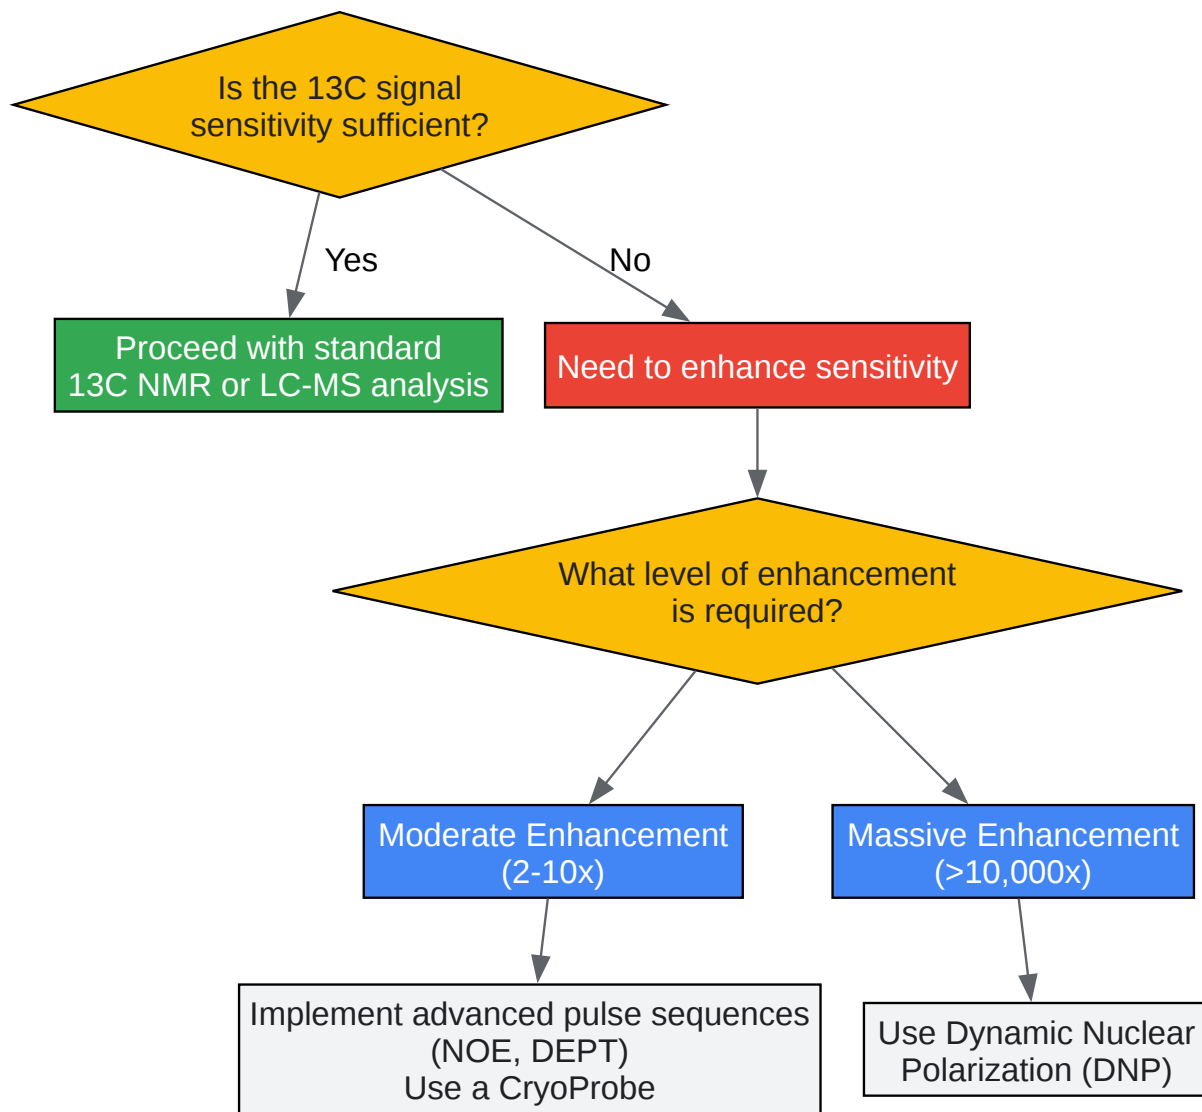 Is the 13C signal
sensitivity sufficient?
Yes
No
Proceed with standard
13C NMR or LC-MS analysis
Need to enhance sensitivity
What level of enhancement
is required?
Moderate Enhancement
(2-10x)
Massive Enhancement
(>10,000x)
Implement advanced pulse sequences
(NOE, DEPT)
Use a CryoProbe
Use Dynamic Nuclear
Polarization (DNP)